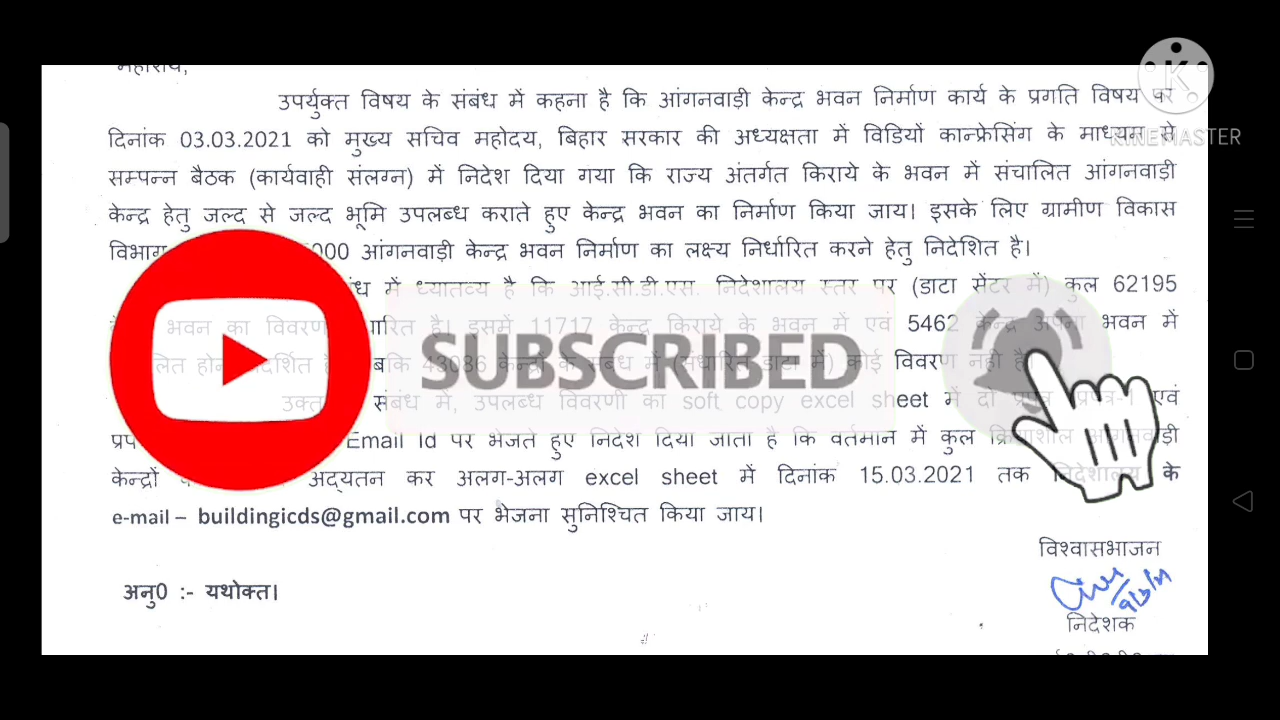 महाशय,
उपर्युक्त विषय के संबंध में कहना है कि आंगनवाड़ी केन्द्र भवन निर्माण कार्य के प्रगति विषय पर
दिनांक 03.03.2021 को मुख्य सचिव महोदय, बिहार सरकार की अध्यक्षता में विडियों कान्फ्रेसिंग के माध्यम से
सम्पन्न बैठक (कार्यवाही संलग्न) में निदेश दिया गया कि राज्य अंतर्गत किराये के भवन में संचालित आंगनवाड़ी
केन्द्र हेतु जल्द से जल्द भूमि उपलब्ध कराते हुए केन्द्र भवन का निर्माण किया जाय। इसके लिए ग्रामीण विकास
विभाग आंगनवाड़ी केन्द्र भवन निर्माण का लक्ष्य निर्धारित करने हेतु निदेशित है।
में ध्यातव्य है कि आई.सी.डी.एस. निदेशालय स्तर पर (डाटा सेंटर में) कुल 62195
भवन का विवरण है। इसमें 11717 केन्द्र किराये के भवन में एवं 5462 केन्द्र अपना भवन में
केन्द्रों के संबंध में (संधारित डाटा में) कोई विवरण नही है।
उक्त संबंध में, उपलब्ध विवरणी का soft copy excel sheet में दो एवं
Email Id पर भेजते हुए निदेश दिया जाता है कि वर्तमान में कुल क्रियाशील आंगनवाड़ी
केन्द्रों अद्यतन कर अलग-अलग excel sheet में दिनांक 15.03.2021 तक निदेशालय के
e-mail – buildingicds@gmail.com पर भेजना सुनिश्चित किया जाय।
विश्वासभाजन
अनु0 :- यथोक्त।
निदेशक
SUBSCRIBED
K
KINEMASTER